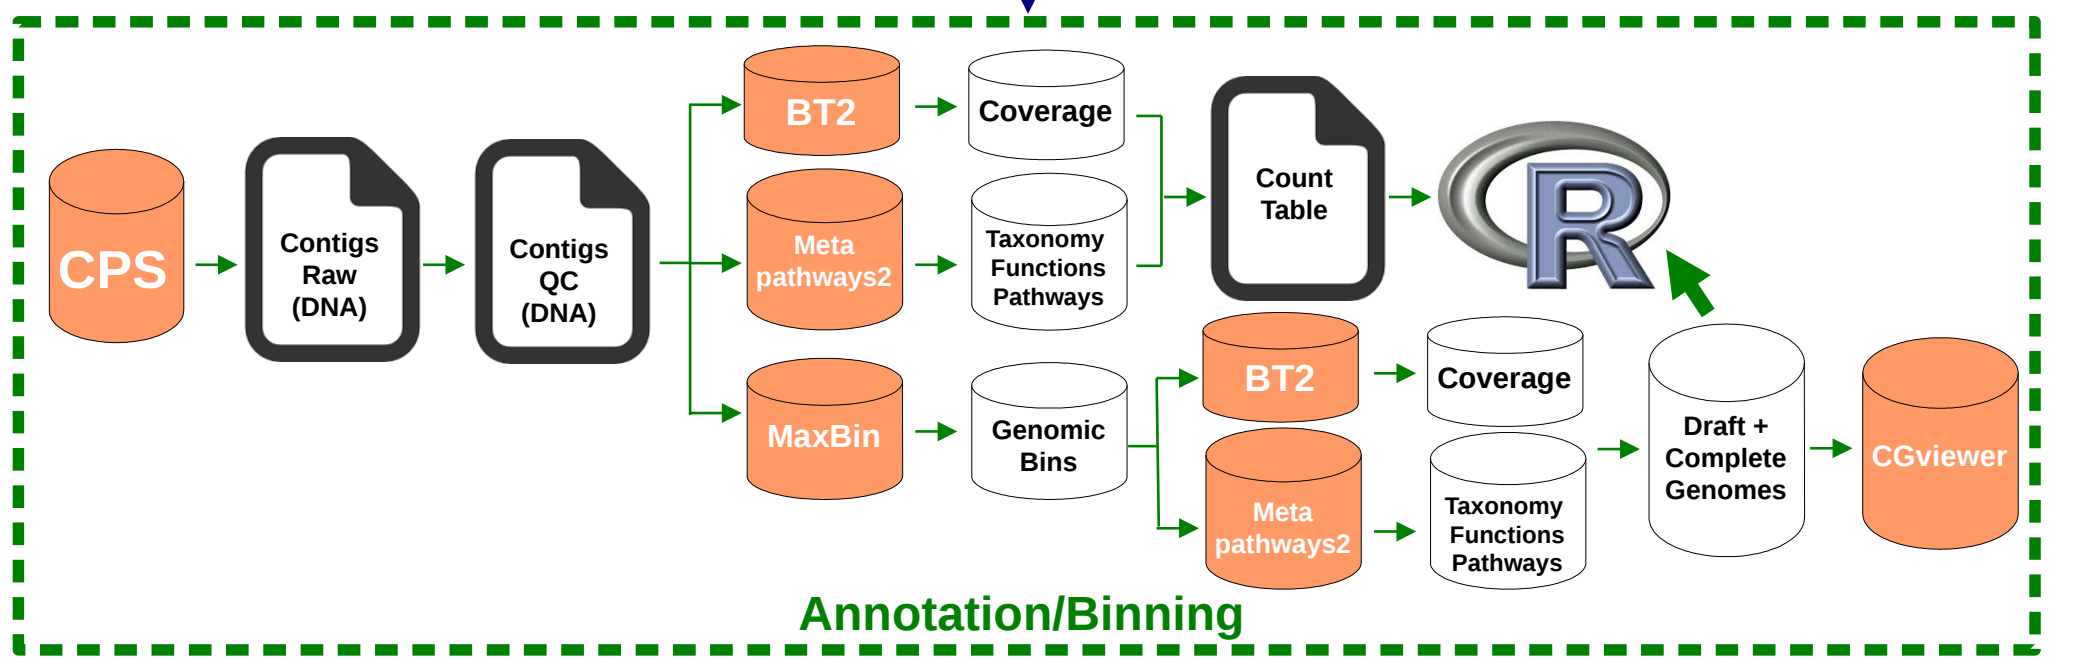 CPS
Contigs
Raw
(DNA)
Contigs
QC
(DNA)
BT2
Coverage
Meta
pathways2
Taxonomy
Functions
Pathways
MaxBin
Genomic
Bins
Count
Table
R
BT2
Coverage
Meta
pathways2
Taxonomy
Functions
Pathways
Draft +
Complete
Genomes
CGviewer
Annotation/Binning